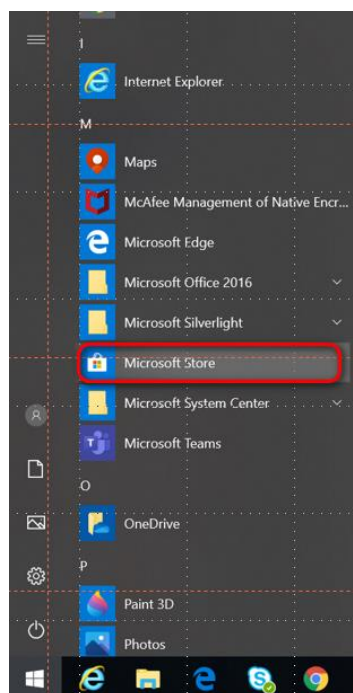 I
Internet Explorer
M
Maps
McAfee Management of Native Encr...
Microsoft Edge
Microsoft Office 2016
Microsoft Silverlight
Microsoft Store
Microsoft System Center
Microsoft Teams
O
OneDrive
P
Paint 3D
Photos